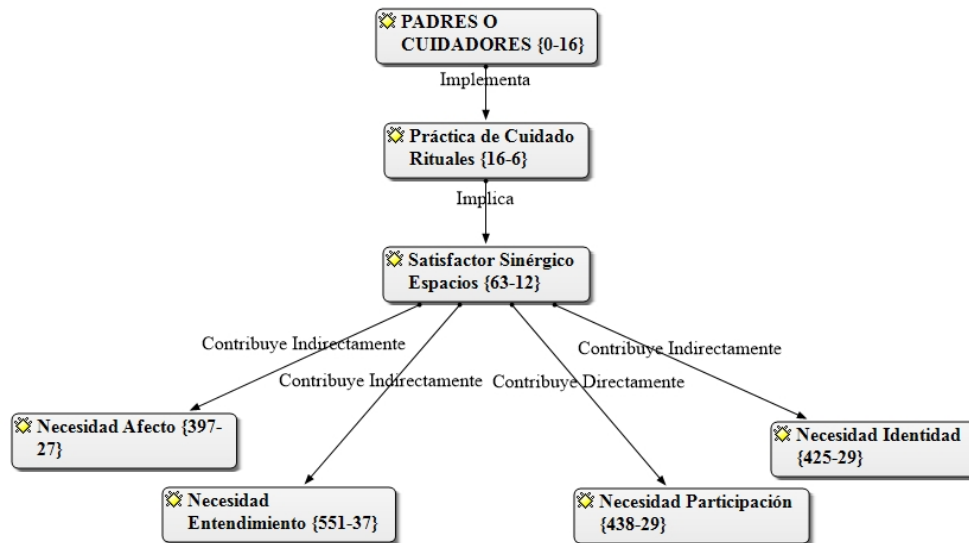 PADRES O
CUIDADORES {0-16}
Implementa
Práctica de Cuidado
Rituales {16-6}
Implica
Satisfactor Sinérgico
Espacios {63-12}
Contribuye Indirectamente
Contribuye Indirectamente
Contribuye Indirectamente
Contribuye Directamente
Necesidad Afecto {397-
27}
Necesidad Identidad
{425-29}
Necesidad
Entendimiento {551-37}
Necesidad Participación
{438-29}